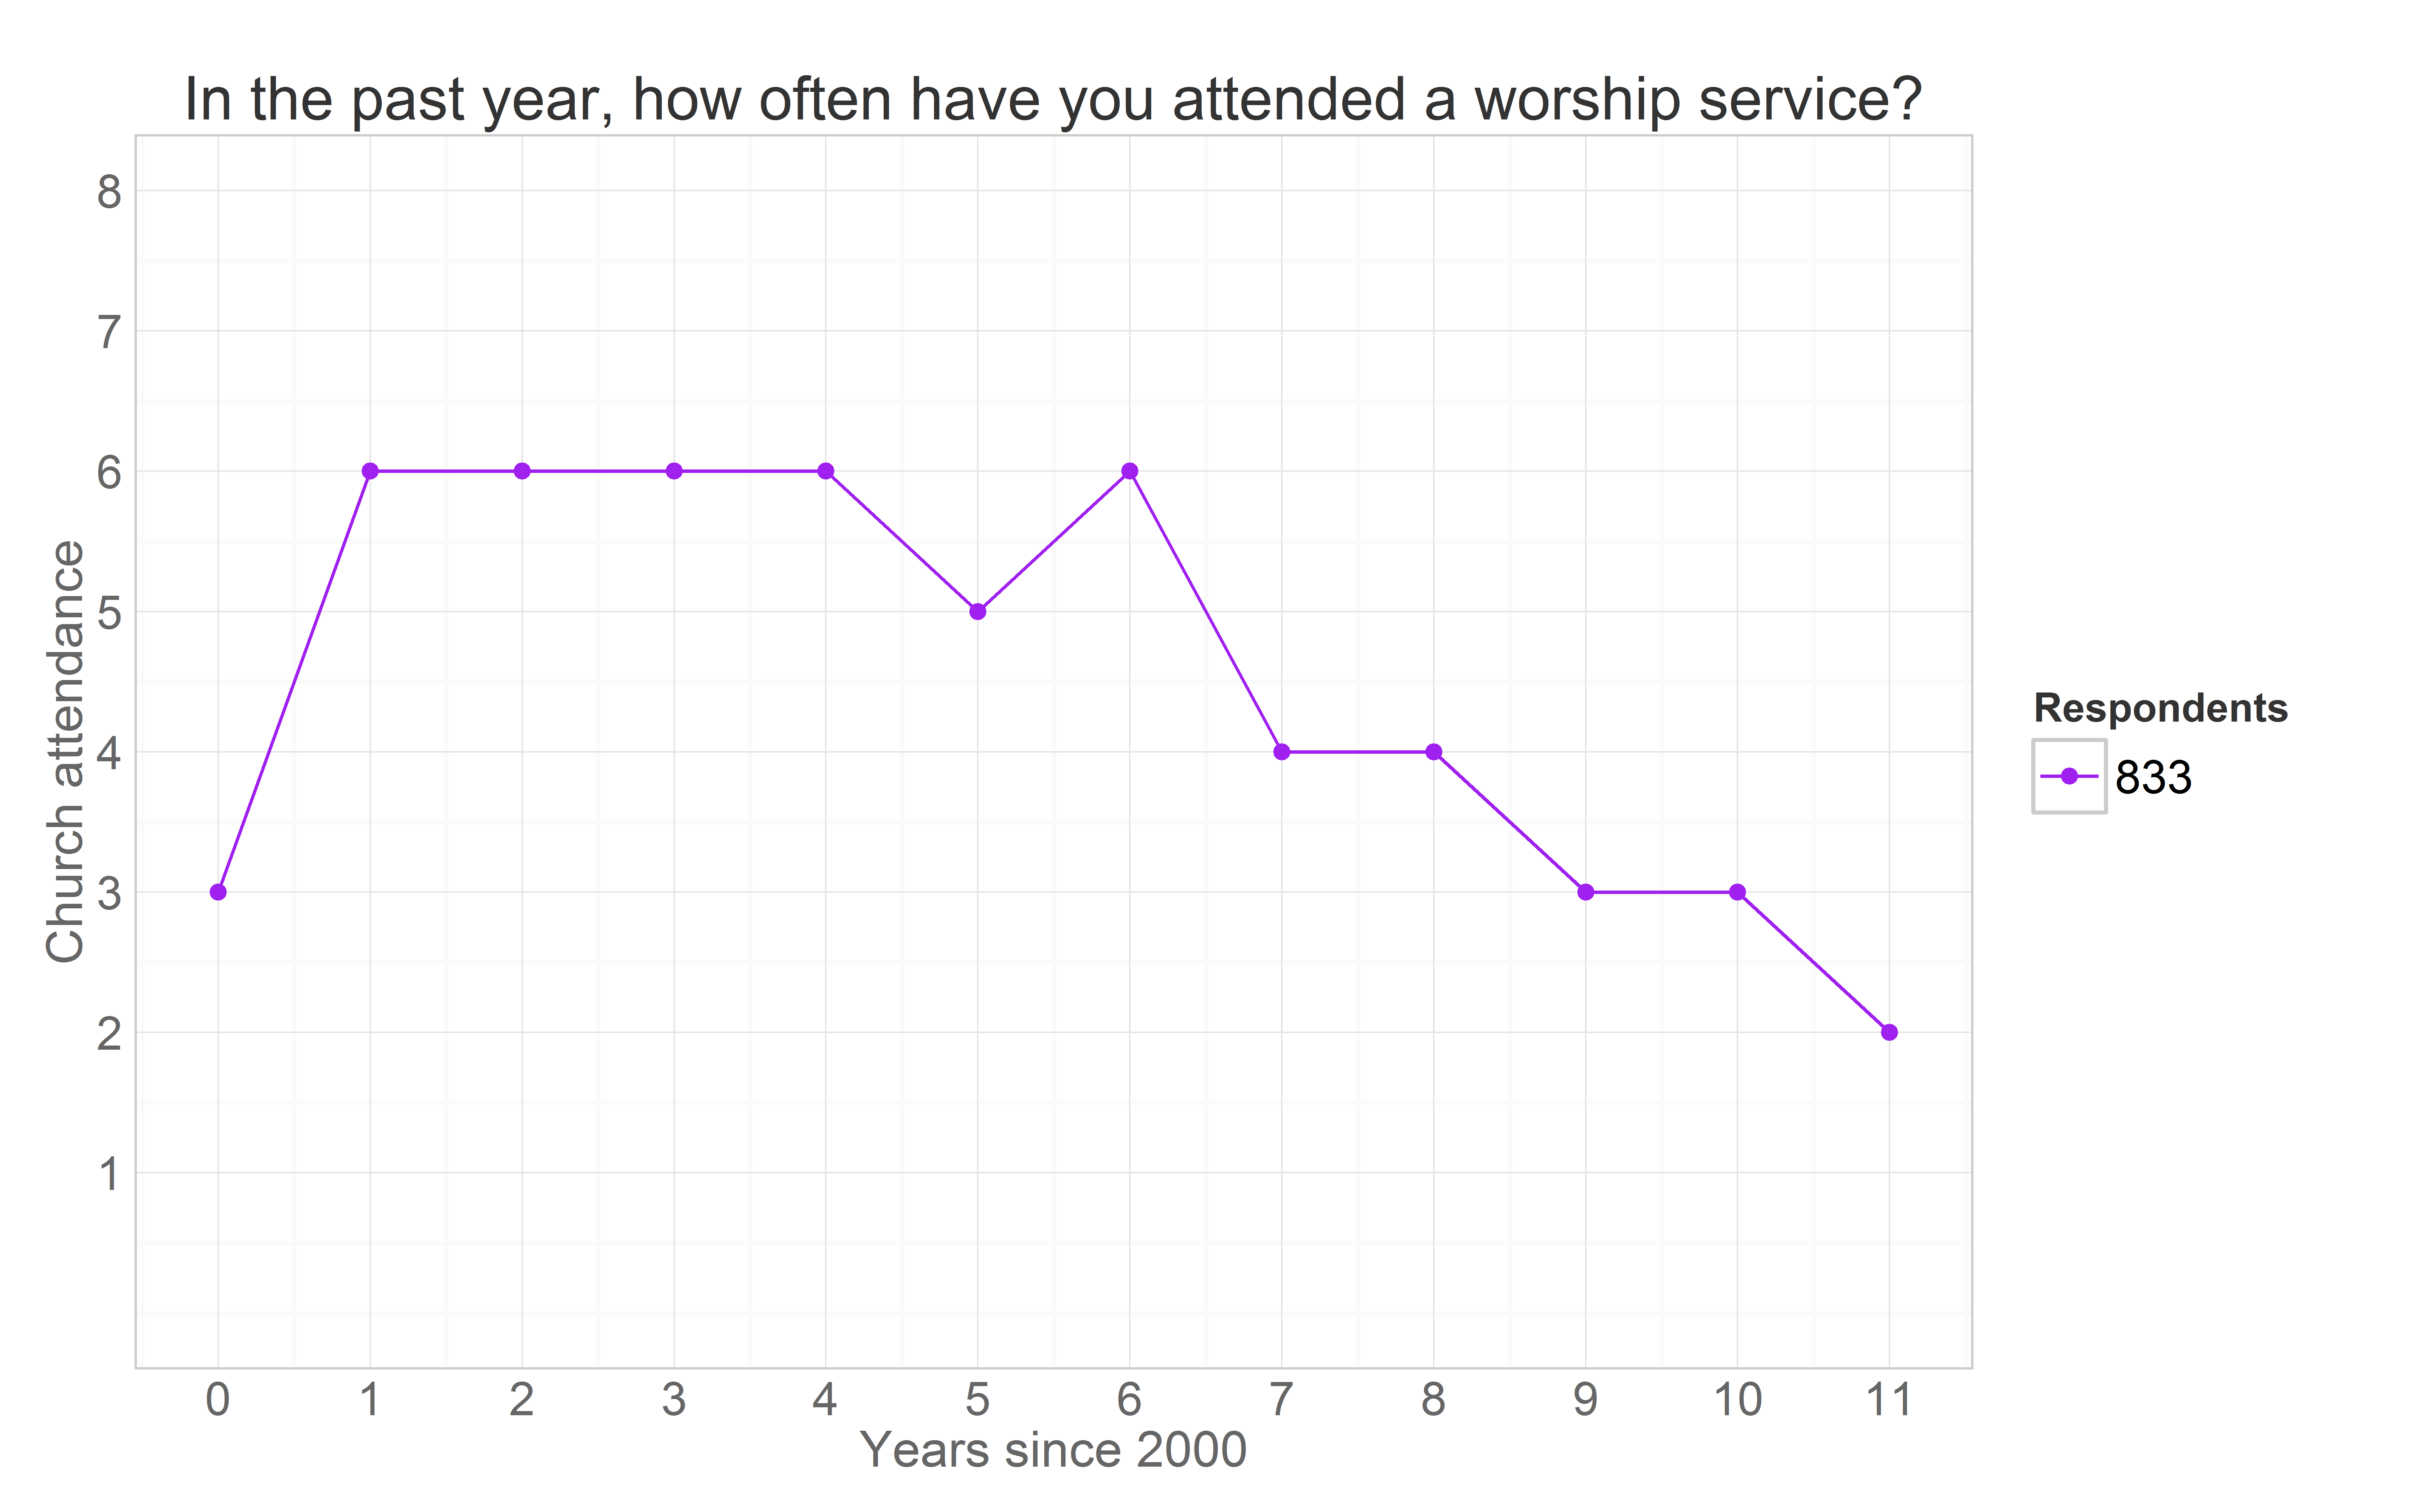 In the past year, how often have you attended a worship service?
8
7
6
5
4
3
2
1
Church attendance
0 1 2 3 4 5 6 7 8 9 10 11
Years since 2000
Respondents
833